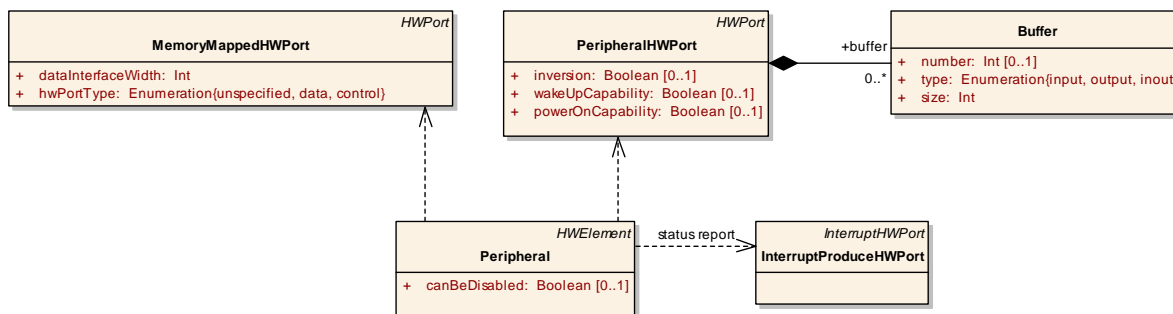 HWPort
MemoryMappedHWPort
+ dataInterfaceWidth: Int
+ hwPortType: Enumeration{unspecified, data, control}
HWPort
PeripheralHWPort
+ inversion: Boolean [0..1]
+ wakeUpCapability: Boolean [0..1]
+ powerOnCapability: Boolean [0..1]
+buffer
0..*
Buffer
+ number: Int [0..1]
+ type: Enumeration{input, output, inout
+ size: Int
HWElement
Peripheral
+ canBeDisabled: Boolean [0..1]
status report
InterruptHWPort
InterruptProduceHWPort